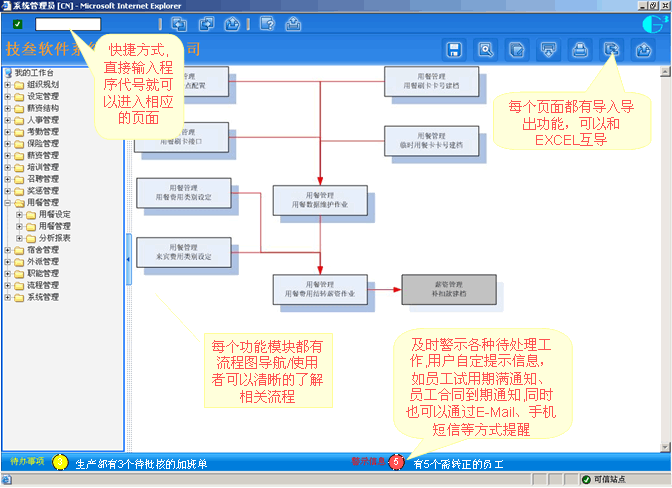 系统管理员 [CN] - Microsoft Internet Explorer
技叁软件系
司
快捷方式,
直接输入程
序代号就可
以进入相应
的页面
每个页面都有导入导
出功能，可以和
EXCEL互导
我的工作台
组织规划
设定管理
薪资结构
人事管理
考勤管理
保险管理
薪资管理
培训管理
召聘管理
奖惩管理
用餐管理
用餐设定
用餐管理
分析报表
宿舍管理
外派管理
职能管理
流程管理
系统管理
管理
点配置
用餐管理
用餐刷卡卡号建档
管理
用餐刷卡接口
用餐管理
临时用餐卡卡号建档
用餐管理
用餐费用类别设定
用餐管理
用餐数据维护作业
用餐管理
来宾费用类别设定
用餐管理
用餐费用结转薪资作业
薪资管理
补扣款建档
每个功能模块都有
流程图导航/使用
者可以清晰的了解
相关流程
及时警示各种待处理工
作,用户自定提示信息，
如员工试用期满通知、
员工合同到期通知,同时
也可以通过E-Mail、手机
短信等方式提醒
待办事项
生产部有3个待批核的加班单
5
有5个需转正的员工
可信站点